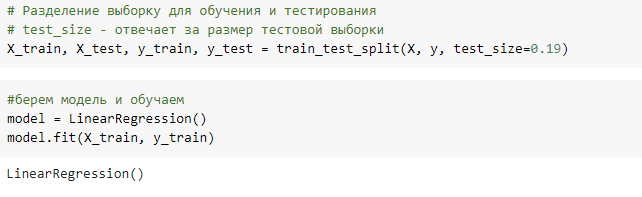 # Разделение выборку для обучения и тестирования
# test_size - отвечает за размер тестовой выборки
X_train, X_test, y_train, y_test = train_test_split(X, y, test_size=0.19)
#берем модель и обучаем
model = LinearRegression()
model.fit(X_train, y_train)
LinearRegression()